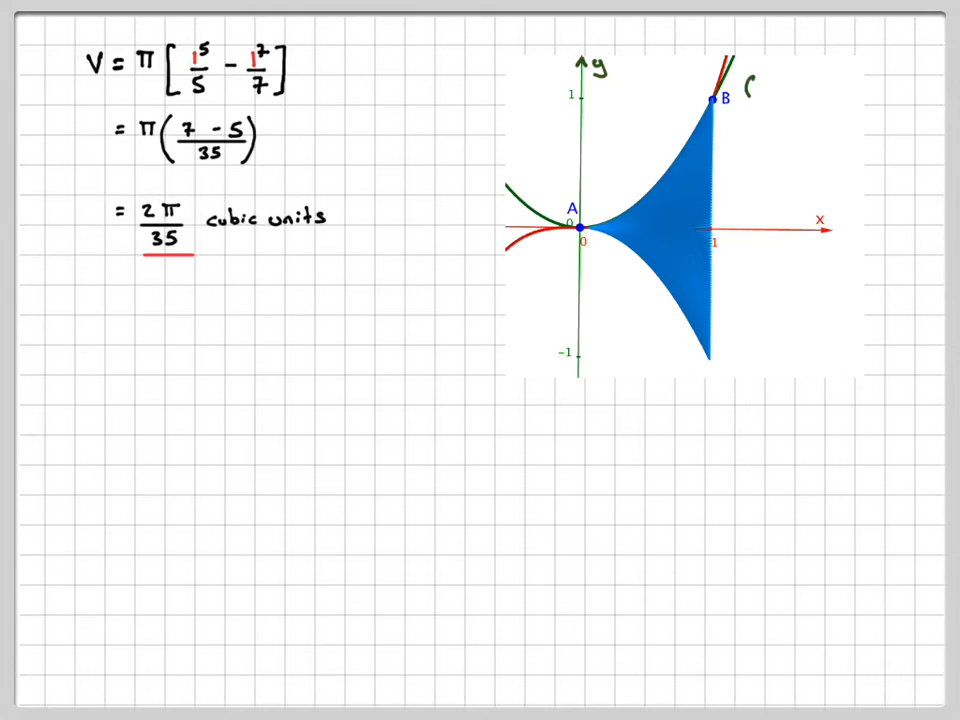 V = π [ 1⁵/5 − 1⁷/7 ]
= π ( (7 − 5)/35 )
= 2π/35 cubic units
y
1
B (
A
0
0
1
x
−1